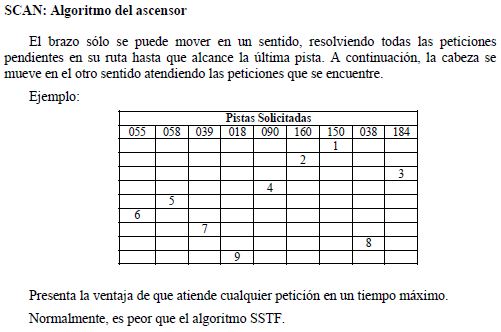 SCAN: Algoritmo del ascensor
El brazo sólo se puede mover en un sentido, resolviendo todas las peticiones
pendientes en su ruta hasta que alcance la última pista. A continuación, la cabeza se
mueve en el otro sentido atendiendo las peticiones que se encuentre.
Ejemplo:
Pistas Solicitadas
055 058 039 018 090 160 150 038 184
1
2
3
4
5
6
7
8
9
Presenta la ventaja de que atiende cualquier petición en un tiempo máximo.
Normalmente, es peor que el algoritmo SSTF.